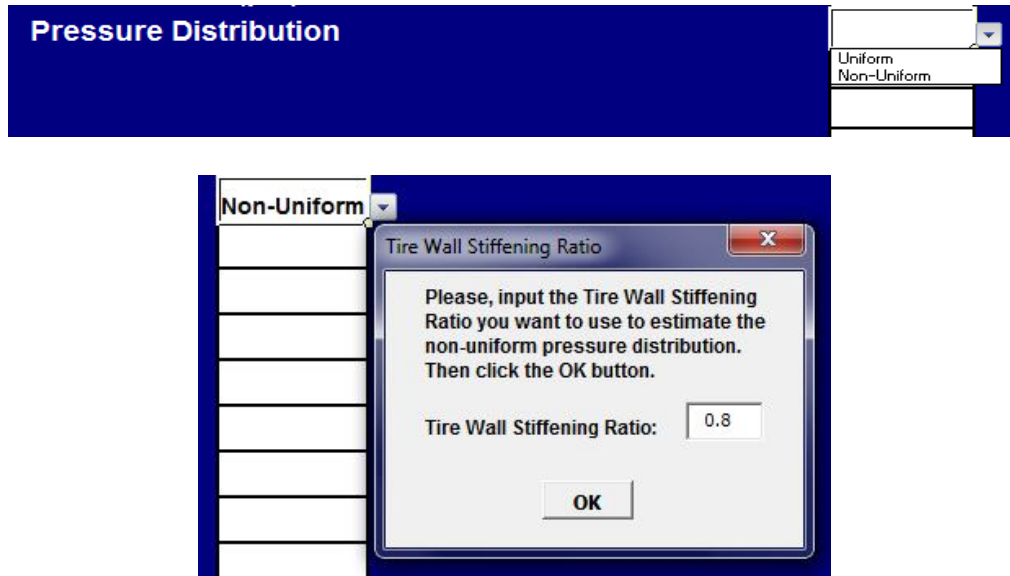 Pressure Distribution
Uniform
Non-Uniform
Non-Uniform
Tire Wall Stiffening Ratio
Please, input the Tire Wall Stiffening
Ratio you want to use to estimate the
non-uniform pressure distribution.
Then click the OK button.
Tire Wall Stiffening Ratio: 0.8
OK